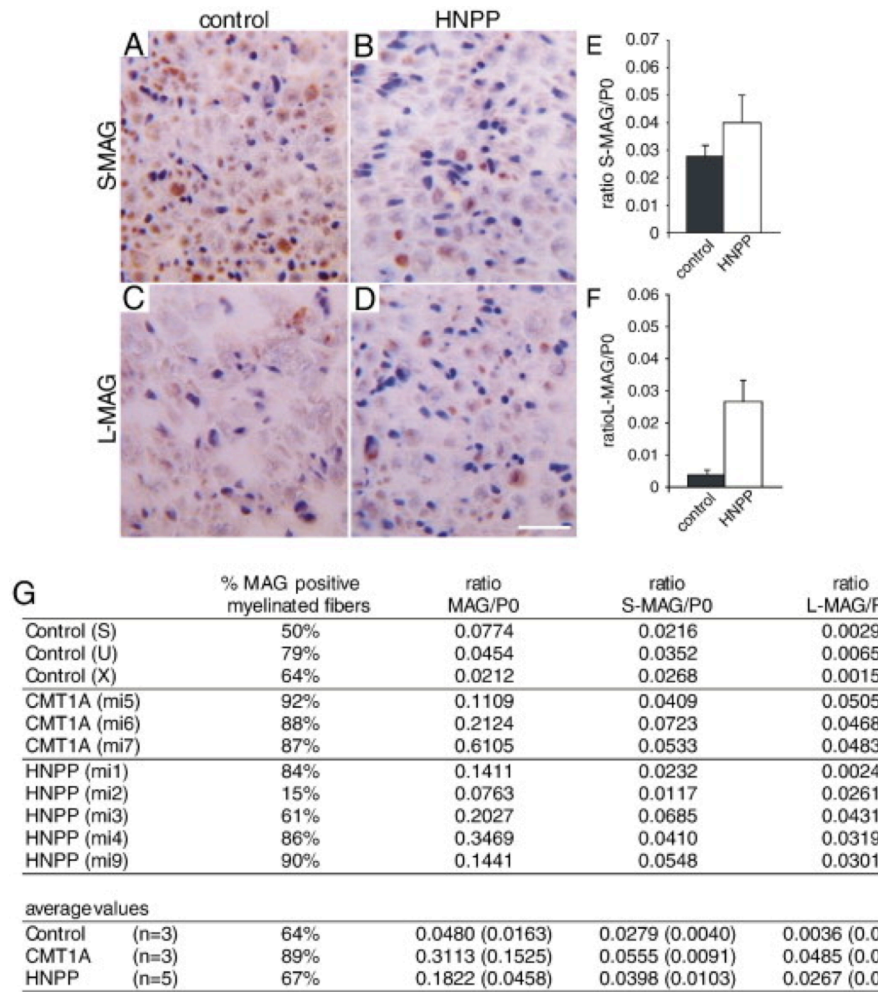 control HNPP
A B E
S-MAG
ratio S-MAG/P0
0.07
0.06
0.05
0.04
0.03
0.02
0.01
0
control HNPP
C D F
L-MAG
ratioL-MAG/P0
0.06
0.05
0.04
0.03
0.02
0.01
0
control HNPP
G
% MAG positive ratio ratio ratio
myelinated fibers MAG/P0 S-MAG/P0 L-MAG/P
Control (S) 50% 0.0774 0.0216 0.0029
Control (U) 79% 0.0454 0.0352 0.0065
Control (X) 64% 0.0212 0.0268 0.0015
CMT1A (mi5) 92% 0.1109 0.0409 0.0505
CMT1A (mi6) 88% 0.2124 0.0723 0.0468
CMT1A (mi7) 87% 0.6105 0.0533 0.0483
HNPP (mi1) 84% 0.1411 0.0232 0.0024
HNPP (mi2) 15% 0.0763 0.0117 0.0261
HNPP (mi3) 61% 0.2027 0.0685 0.0431
HNPP (mi4) 86% 0.3469 0.0410 0.0319
HNPP (mi9) 90% 0.1441 0.0548 0.0301
average values
Control (n=3) 64% 0.0480 (0.0163) 0.0279 (0.0040) 0.0036 (0.0
CMT1A (n=3) 89% 0.3113 (0.1525) 0.0555 (0.0091) 0.0485 (0.0
HNPP (n=5) 67% 0.1822 (0.0458) 0.0398 (0.0103) 0.0267 (0.0